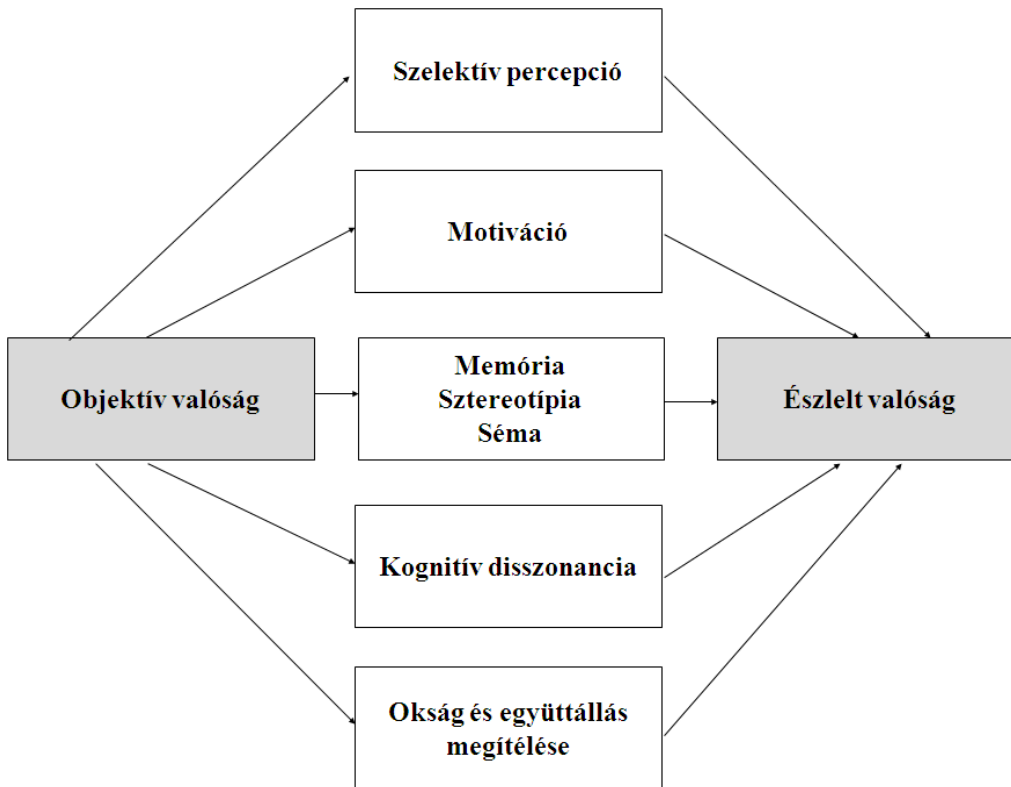 Szelektív percepció
Motiváció
Objektív valóság
Memória
Sztereotípia
Séma
Észlelt valóság
Kognitív disszonancia
Okság és együttállás
megítélése